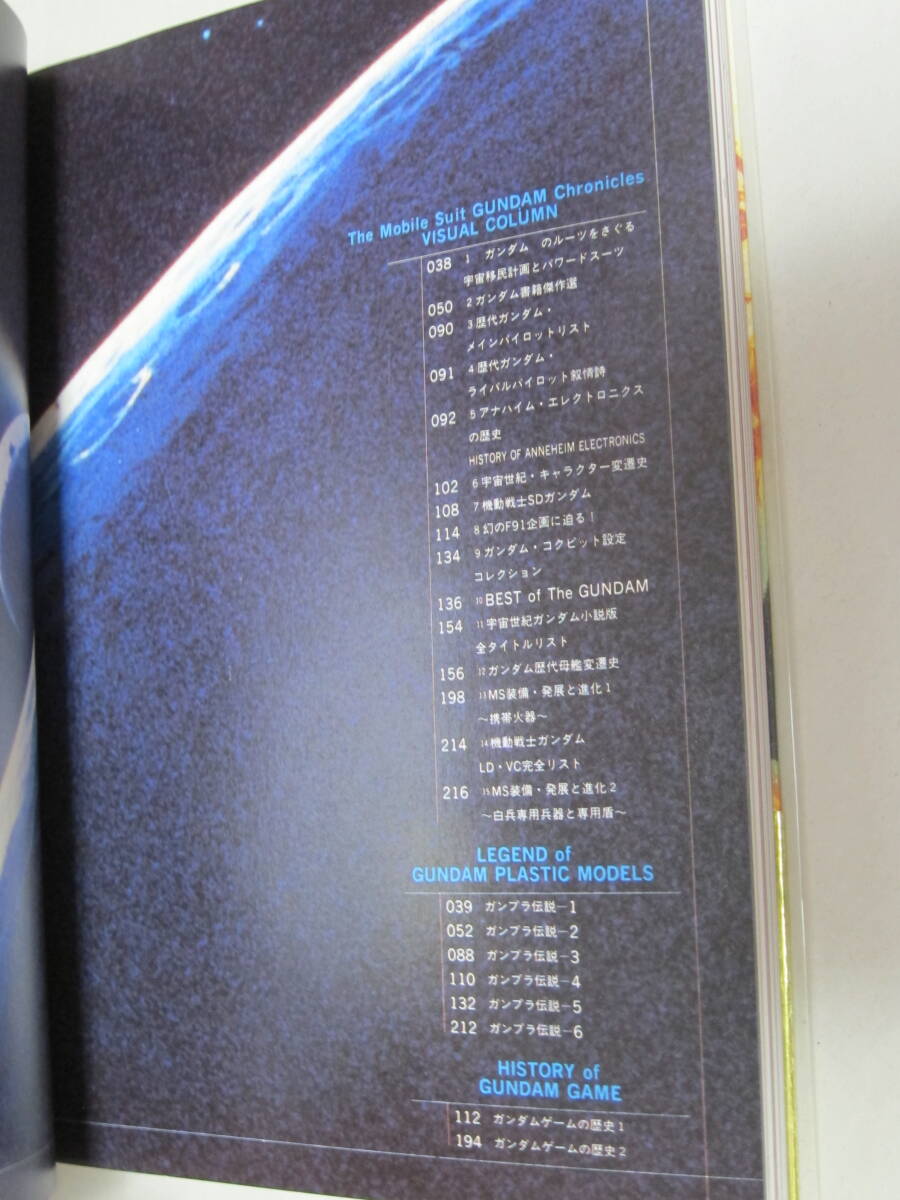 The Mobile Suit GUNDAM Chronicles
VISUAL COLUMN
038 1 ガンダム のルーツをさぐる
宇宙移民計画とパワードスーツ
050 2 ガンダム書籍傑作選
090 3 歴代ガンダム・
メインパイロットリスト
091 4 歴代ガンダム・
ライバルパイロット叙情詩
092 5 アナハイム・エレクトロニクス
の歴史
HISTORY OF ANNEHEIM ELECTRONICS
102 6 宇宙世紀・キャラクター変遷史
108 7 機動戦士SDガンダム
114 8 幻のF91企画に迫る!
134 9 ガンダム・コクピット設定
コレクション
136 10 BEST of The GUNDAM
154 11 宇宙世紀ガンダム小説版
全タイトルリスト
156 12 ガンダム歴代母艦変遷史
198 13 MS装備・発展と進化1
〜携帯火器〜
214 14 機動戦士ガンダム
LD・VC完全リスト
216 15 MS装備・発展と進化2
〜白兵専用兵器と専用盾〜
LEGEND of
GUNDAM PLASTIC MODELS
039 ガンプラ伝説—1
052 ガンプラ伝説—2
088 ガンプラ伝説—3
110 ガンプラ伝説—4
132 ガンプラ伝説—5
212 ガンプラ伝説—6
HISTORY of
GUNDAM GAME
112 ガンダムゲームの歴史1
194 ガンダムゲームの歴史2